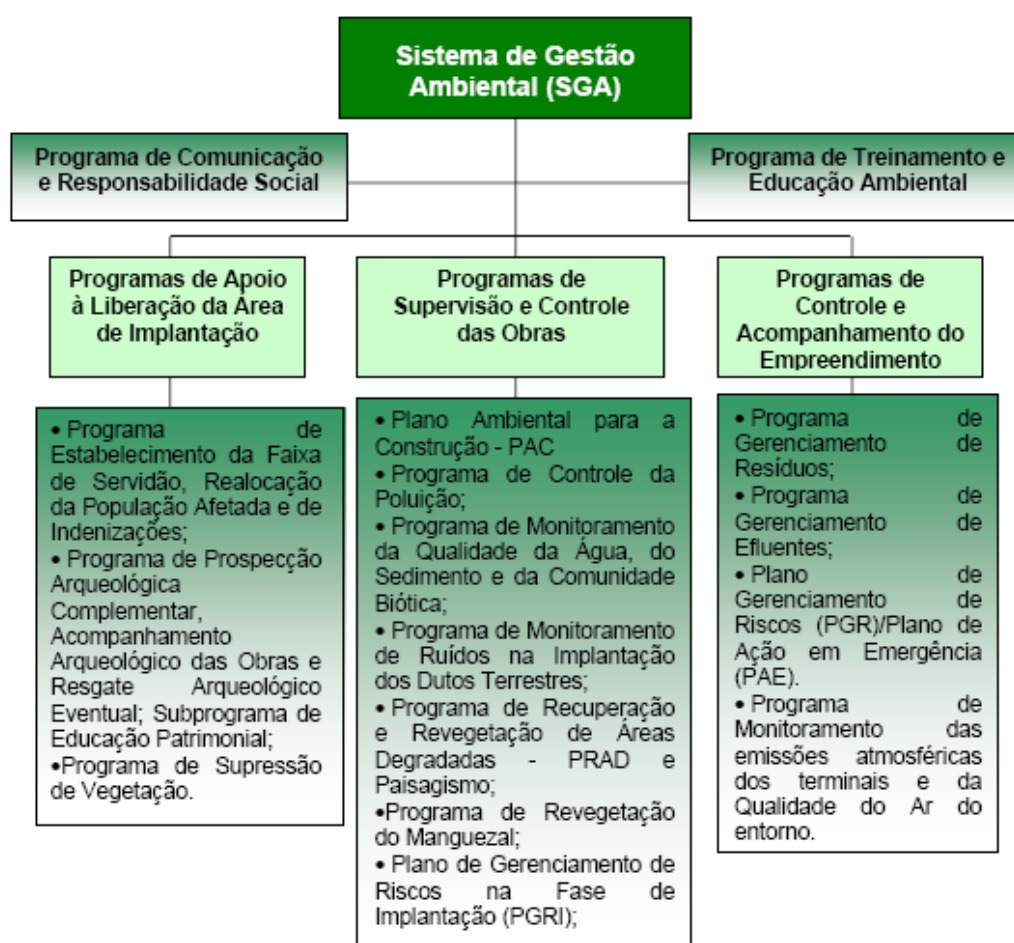 Sistema de Gestão
Ambiental (SGA)
Programa de Comunicação
e Responsabilidade Social
Programa de Treinamento e
Educação Ambiental
Programas de Apoio
à Liberação da Área
de Implantação
Programas de
Supervisão e Controle
das Obras
Programas de
Controle e
Acompanhamento do
Empreendimento
• Programa de
Estabelecimento da Faixa
de Servidão, Realocação
da População Afetada e de
Indenizações;
• Programa de Prospecção
Arqueológica
Complementar,
Acompanhamento
Arqueológico das Obras e
Resgate Arqueológico
Eventual; Subprograma de
Educação Patrimonial;
•Programa de Supressão
de Vegetação.
• Plano Ambiental para a
Construção - PAC
• Programa de Controle da
Poluição;
• Programa de Monitoramento
da Qualidade da Água, do
Sedimento e da Comunidade
Biótica;
• Programa de Monitoramento
de Ruídos na Implantação
dos Dutos Terrestres;
• Programa de Recuperação
e Revegetação de Áreas
Degradadas - PRAD e
Paisagismo;
•Programa de Revegetação
do Manguezal;
• Plano de Gerenciamento de
Riscos na Fase de
Implantação (PGRI);
• Programa de
Gerenciamento de
Resíduos;
• Programa de
Gerenciamento de
Efluentes;
• Plano de
Gerenciamento de
Riscos (PGR)/Plano de
Ação em Emergência
(PAE).
• Programa de
Monitoramento das
emissões atmosféricas
dos terminais e da
Qualidade do Ar do
entorno.